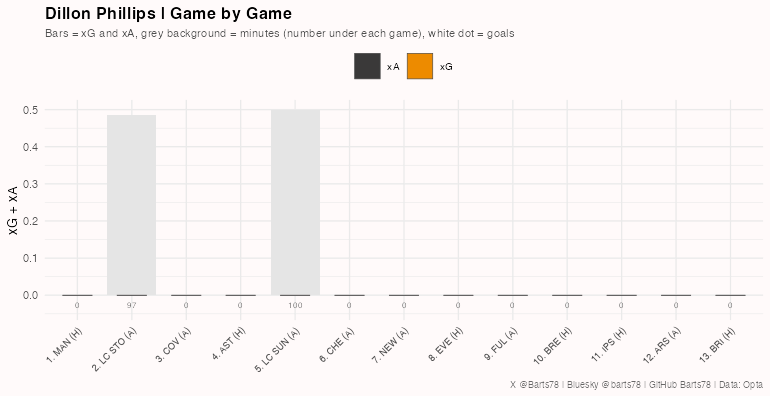 Dillon Phillips | Game by Game
Bars = xG and xA, grey background = minutes (number under each game), white dot = goals
xA xG
xG + xA
0.5
0.4
0.3
0.2
0.1
0.0
0 97 0 0 100 0 0 0 0 0 0 0 0
1. MAN (H)
2. LC STO (A)
3. COV (A)
4. AST (H)
5. LC SUN (A)
6. CHE (A)
7. NEW (A)
8. EVE (H)
9. FUL (A)
10. BRE (H)
11. IPS (H)
12. ARS (A)
13. BRI (H)
X @Barts78 | Bluesky @barts78 | GitHub Barts78 | Data: Opta